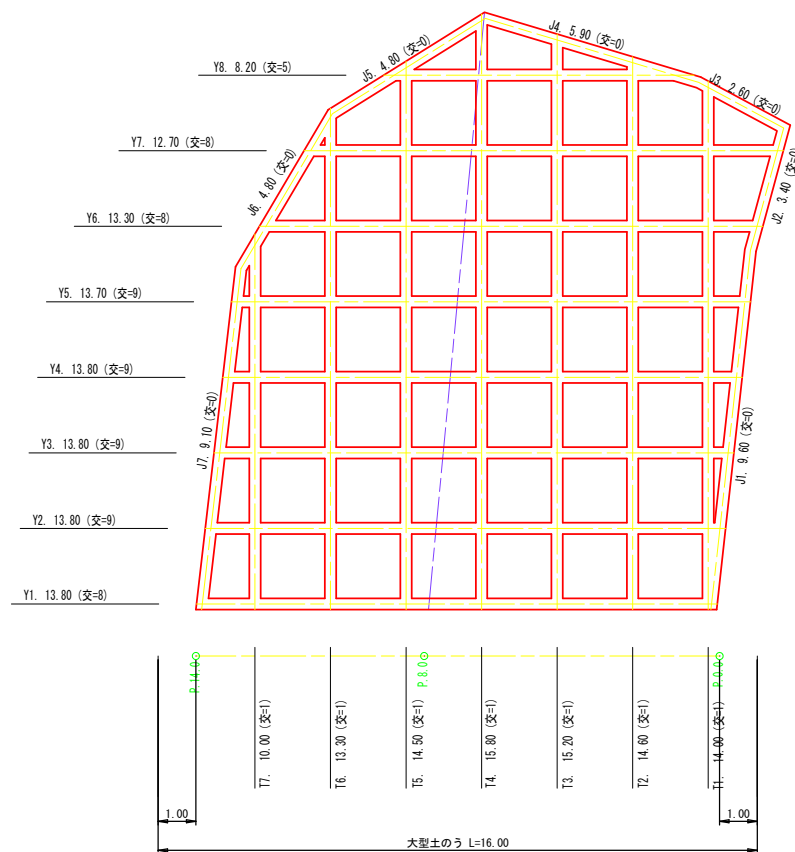 J4. 5.90 (交=0)
J5. 4.80 (交=0)
Y8. 8.20 (交=5)
J3. 2.60 (交=0)
Y7. 12.70 (交=8)
J6. 4.80 (交=0)
J2. 3.40 (交=0)
Y6. 13.30 (交=8)
Y5. 13.70 (交=9)
Y4. 13.80 (交=9)
J7. 9.10 (交=0)
J1. 9.60 (交=0)
Y3. 13.80 (交=9)
Y2. 13.80 (交=9)
Y1. 13.80 (交=8)
P.14.0
P.8.0
P.0.0
T7. 10.00 (交=1)
T6. 13.30 (交=1)
T5. 14.50 (交=1)
T4. 15.80 (交=1)
T3. 15.20 (交=1)
T2. 14.60 (交=1)
T1. 14.00 (交=1)
1.00
1.00
大型土のう L=16.00